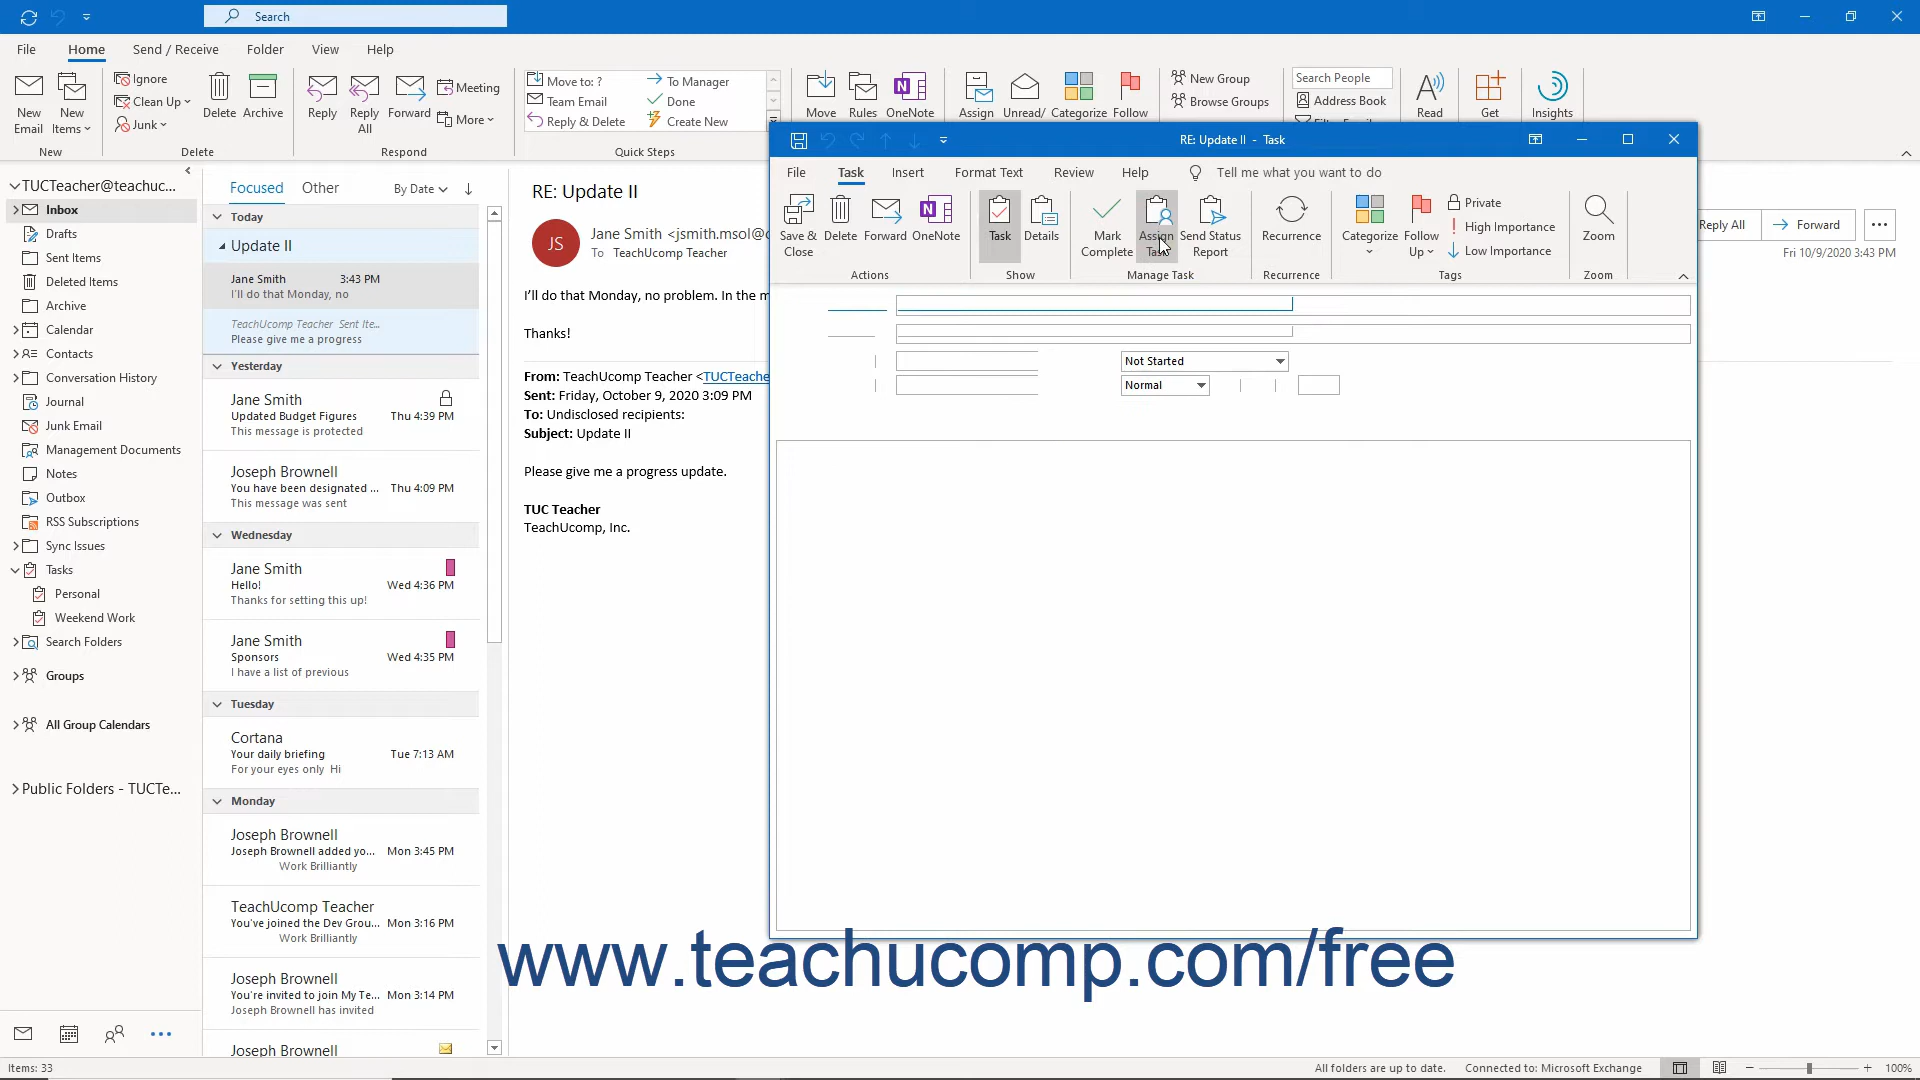 Search
File Home Send / Receive Folder View Help
New Email
New Items
Ignore
Clean Up
Junk
Delete
Archive
Reply
Reply All
Forward
Meeting
More
Move to: ?
Team Email
Reply & Delete
To Manager
Done
Create New
Move
Rules
OneNote
Assign
Unread/
Categorize
Follow
New Group
Browse Groups
Search People
Address Book
Read
Get
Insights
New
Delete
Respond
Quick Steps
TUCTeacher@teachuc...
Inbox
Drafts
Sent Items
Deleted Items
Archive
Calendar
Contacts
Conversation History
Journal
Junk Email
Management Documents
Notes
Outbox
RSS Subscriptions
Sync Issues
Tasks
Personal
Weekend Work
Search Folders
Groups
All Group Calendars
Public Folders - TUCTe...
Focused Other By Date
Today
Update II
Jane Smith 3:43 PM
I'll do that Monday, no
TeachUcomp Teacher Sent Ite...
Please give me a progress
Yesterday
Jane Smith
Updated Budget Figures Thu 4:39 PM
This message is protected
Joseph Brownell
You have been designated ... Thu 4:09 PM
This message was sent
Wednesday
Jane Smith
Hello! Wed 4:36 PM
Thanks for setting this up!
Jane Smith
Sponsors Wed 4:35 PM
I have a list of previous
Tuesday
Cortana
Your daily briefing Tue 7:13 AM
For your eyes only Hi
Monday
Joseph Brownell
Joseph Brownell added yo... Mon 3:45 PM
Work Brilliantly
TeachUcomp Teacher
You've joined the Dev Grou... Mon 3:16 PM
Work Brilliantly
Joseph Brownell
You're invited to join My Te... Mon 3:14 PM
Joseph Brownell has invited
Joseph Brownell
RE: Update II
JS
Jane Smith <jsmith.msol@
To TeachUcomp Teacher
I'll do that Monday, no problem. In the m
Thanks!
From: TeachUcomp Teacher <TUCTeache
Sent: Friday, October 9, 2020 3:09 PM
To: Undisclosed recipients:
Subject: Update II
Please give me a progress update.
TUC Teacher
TeachUcomp, Inc.
Reply All Forward
Fri 10/9/2020 3:43 PM
RE: Update II - Task
File Task Insert Format Text Review Help Tell me what you want to do
Save & Close
Delete
Forward
OneNote
Task
Details
Mark Complete
Assign Task
Send Status Report
Recurrence
Categorize
Follow Up
Private
High Importance
Low Importance
Zoom
Actions
Show
Manage Task
Recurrence
Tags
Zoom
Not Started
Normal
www.teachucomp.com/free
Items: 33
All folders are up to date. Connected to: Microsoft Exchange 100%